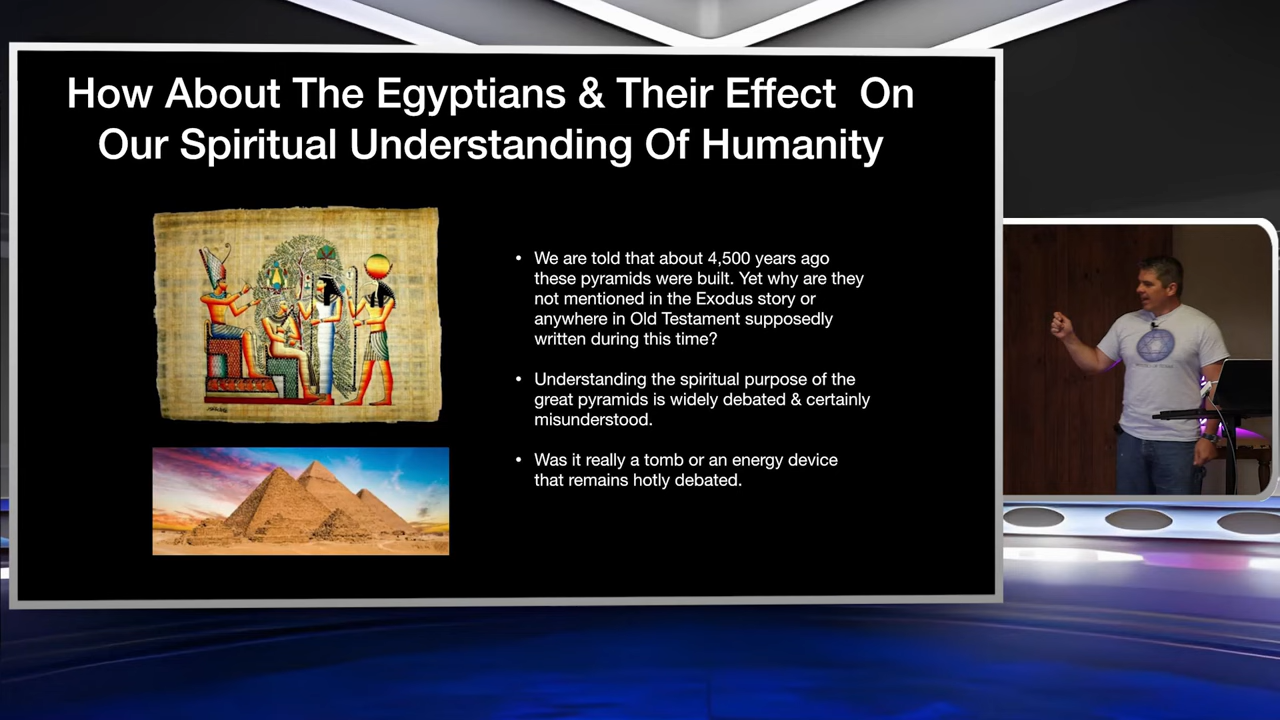 How About The Egyptians & Their Effect  On
Our Spiritual Understanding Of Humanity
• We are told that about 4,500 years ago
these pyramids were built. Yet why are they
not mentioned in the Exodus story or
anywhere in Old Testament supposedly
written during this time?
• Understanding the spiritual purpose of the
great pyramids is widely debated & certainly
misunderstood.
• Was it really a tomb or an energy device
that remains hotly debated.